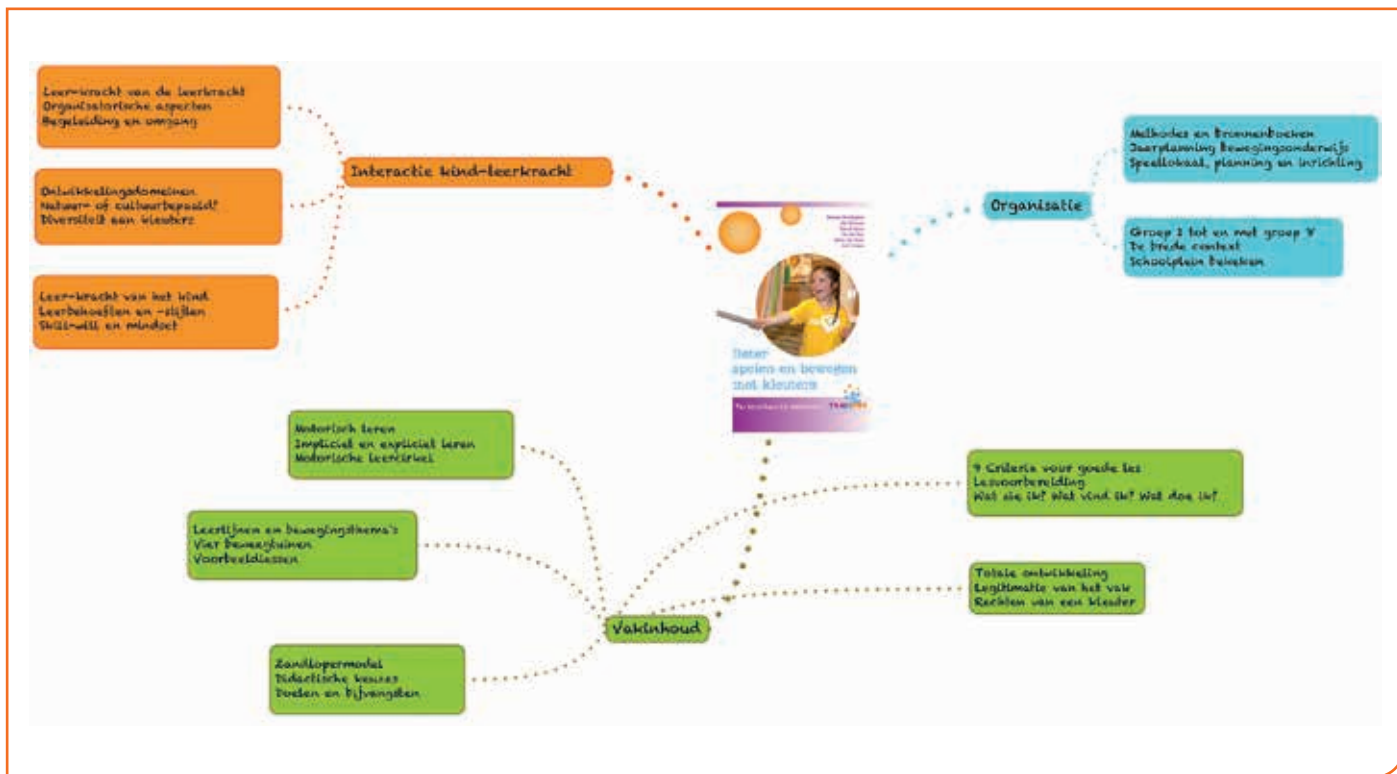 Leer-kracht van de leerkracht
Organisatorische aspecten
Begeleiding en omgang
Ontwikkelingsdomeinen
Natuur- of cultuurbepaald?
Diversiteit aan kleuters
Leer-kracht van het kind
Leerbehoeften en -stijlen
Skill-will en mindset
Interactie kind-leerkracht
Organisatie
Methodes en bronnenboeken
Jaarplanning bewegingsonderwijs
Speellokaal, planning en inrichting
Groep 1 tot en met groep
De brede context
Schoolplein bekeken
Beter
spelen en bewegen
met kleuters
Motorisch leren
Impliciet en expliciet leren
Motorische leercirkel
Leerlijnen en bewegingsthema's
Vier beweegtuinen
Voorbeeldlessen
Zandlopermodel
Didactische keuzes
Doelen en bijvangsten
Vakinhoud
Criteria voor goede les
Lesvoorbereiding
Wat zie ik? Wat vind ik? Wat doe ik?
Totale ontwikkeling
Legitimatie van het vak
Rechten van een kleuter